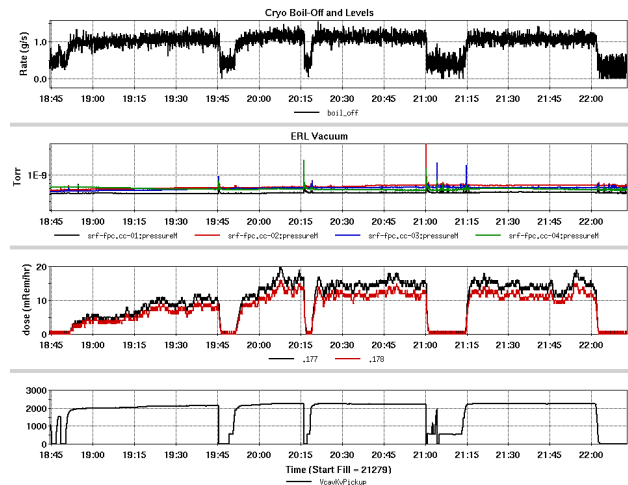 Cryo Boil-Off and Levels
Rate (g/s)
1.0
0.0
18:45 19:00 19:15 19:30 19:45 20:00 20:15 20:30 20:45 21:00 21:15 21:30 21:45 22:00
boil_off
ERL Vacuum
Torr
1E-9
18:45 19:00 19:15 19:30 19:45 20:00 20:15 20:30 20:45 21:00 21:15 21:30 21:45 22:00
srf-fpc.cc-01:pressureM srf-fpc.cc-02:pressureM srf-fpc.cc-03:pressureM srf-fpc.cc-04:pressureM
dose (mRem/hr)
20
10
0
18:45 19:00 19:15 19:30 19:45 20:00 20:15 20:30 20:45 21:00 21:15 21:30 21:45 22:00
.177 .178
3000
2000
1000
0
18:45 19:00 19:15 19:30 19:45 20:00 20:15 20:30 20:45 21:00 21:15 21:30 21:45 22:00
Time (Start Fill - 21279)
VcavKvPickup